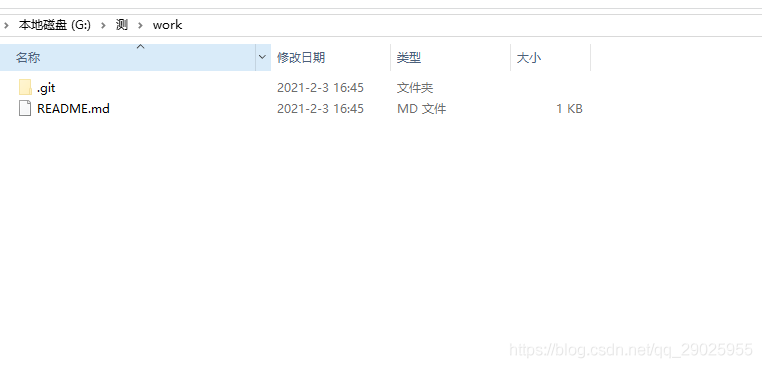 本地磁盘 (G:) 测 work
名称 修改日期 类型 大小
.git 2021-2-3 16:45 文件夹
README.md 2021-2-3 16:45 MD 文件 1 KB
https://blog.csdn.net/qq_29025955